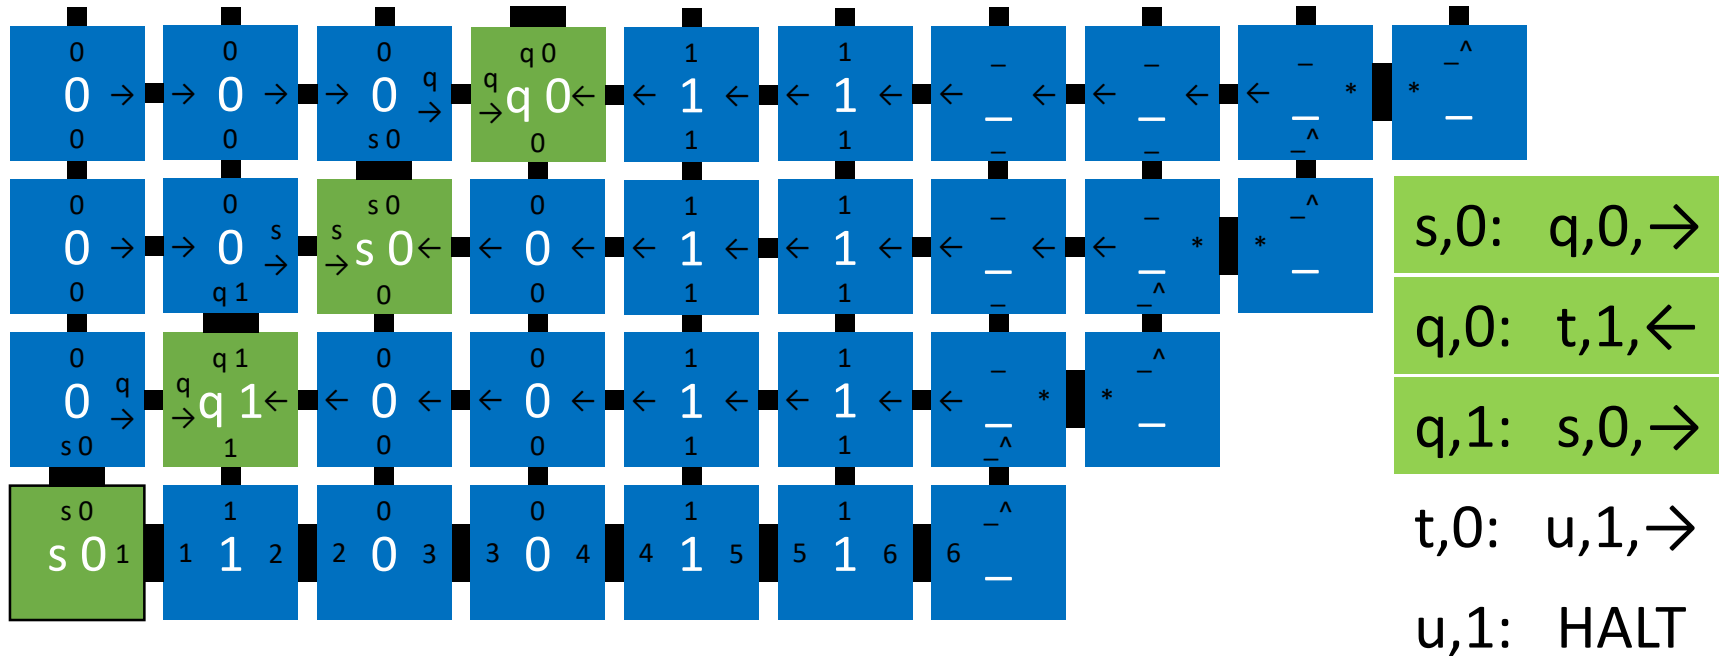 0 0 0 q 0 1 1 _ _ _ _^
q q
0 → → 0 → → 0 → → q 0 ← ← 1 ← ← 1 ← ← _ ← ← _ ← ← _ * * _
0 0 s 0 0 1 1 _ _ _^
0 0 s 0 0 1 1 _ _ _^
s s
0 → → 0 → → s 0 ← ← 0 ← ← 1 ← ← 1 ← ← _ ← ← _ * * _
0 q 1 0 0 1 1 _ _^
0 q 1 0 0 1 1 _ _^
q q
0 → → q 1 ← ← 0 ← ← 0 ← ← 1 ← ← 1 ← ← _ * * _
s 0 1 0 0 1 1 _^
s 0 1 0 0 1 1 _^
s 0 1 1 1 2 2 0 3 3 0 4 4 1 5 5 1 6 6 _
s,0: q,0,→
q,0: t,1,←
q,1: s,0,→
t,0: u,1,→
u,1: HALT